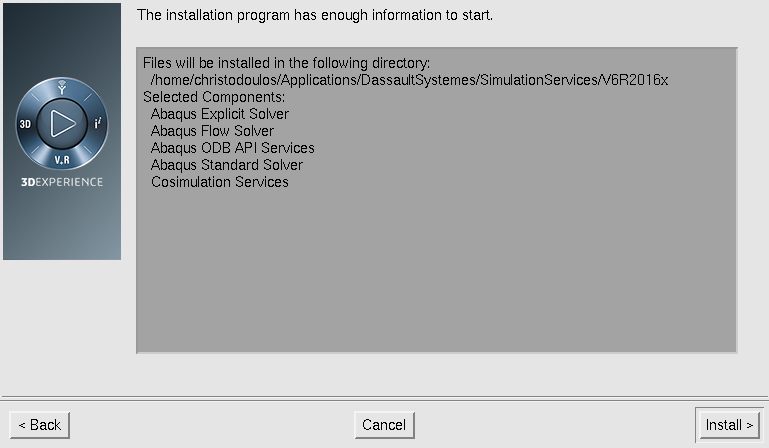 The installation program has enough information to start.
Files will be installed in the following directory:
/home/christodoulos/Applications/DassaultSystemes/SimulationServices/V6R2016x
Selected Components:
Abaqus Explicit Solver
Abaqus Flow Solver
Abaqus ODB API Services
Abaqus Standard Solver
Cosimulation Services
3D
i²
V.R
3DEXPERIENCE
< Back
Cancel
Install >